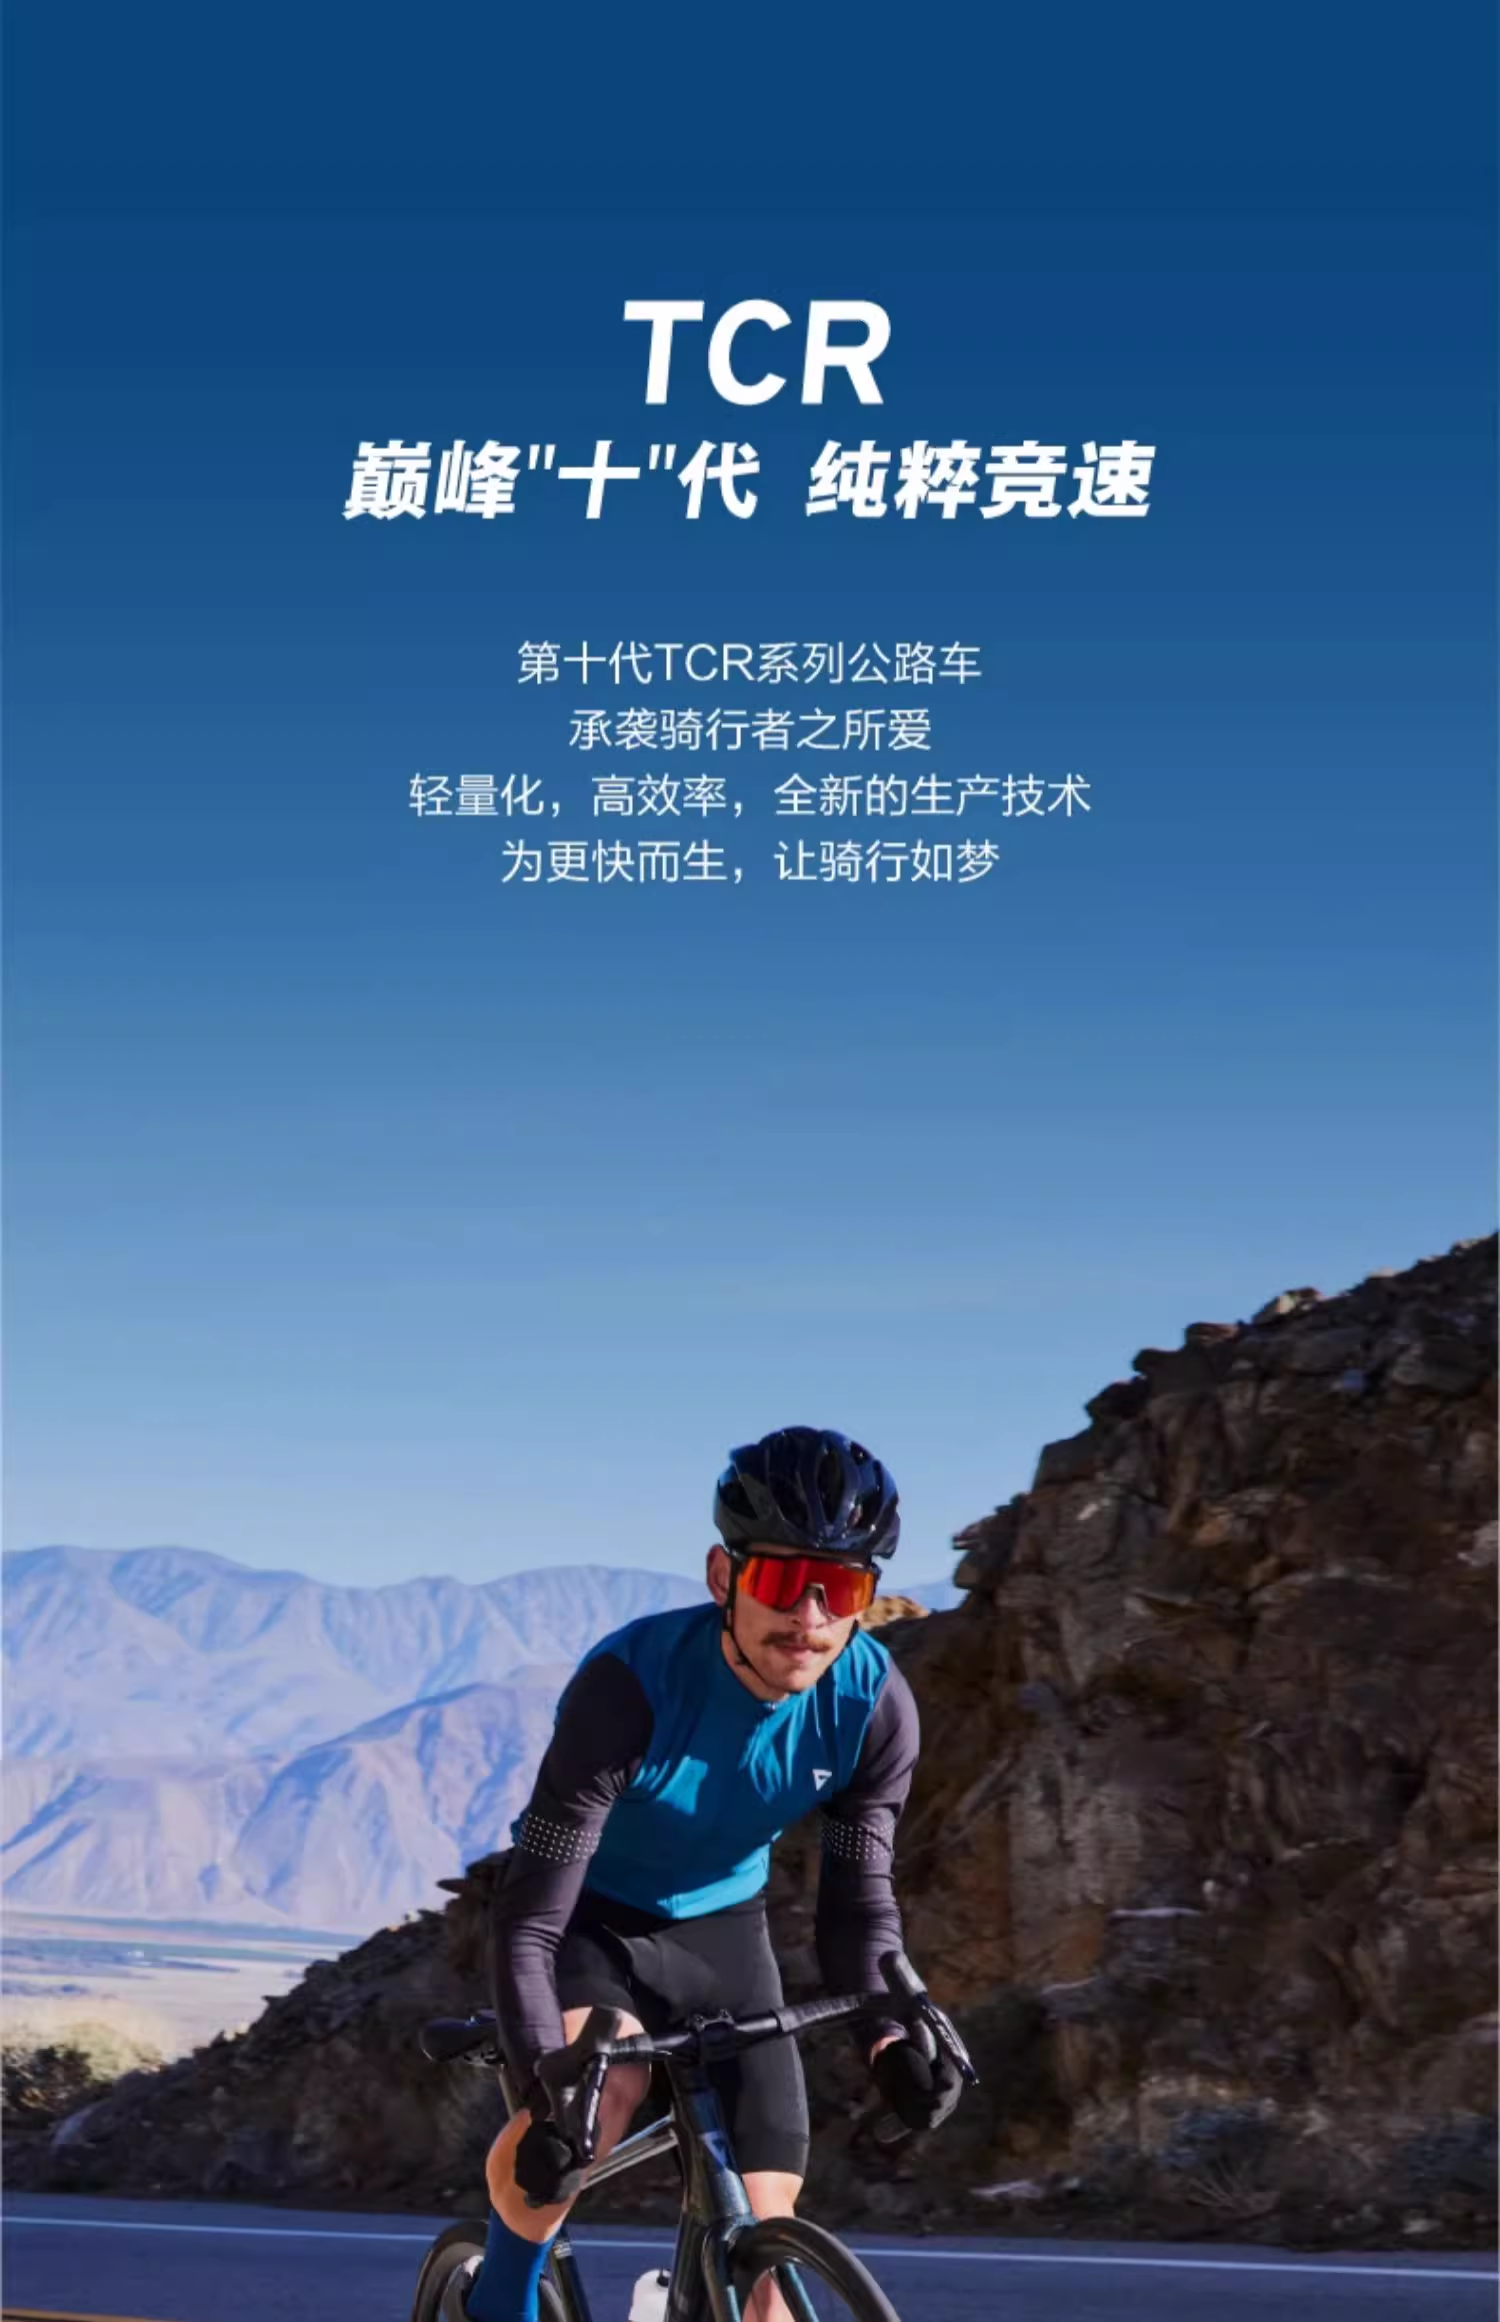 TCR
巅峰"十"代 纯粹竞速
第十代TCR系列公路车
承袭骑行者之所爱
轻量化，高效率，全新的生产技术
为更快而生，让骑行如梦